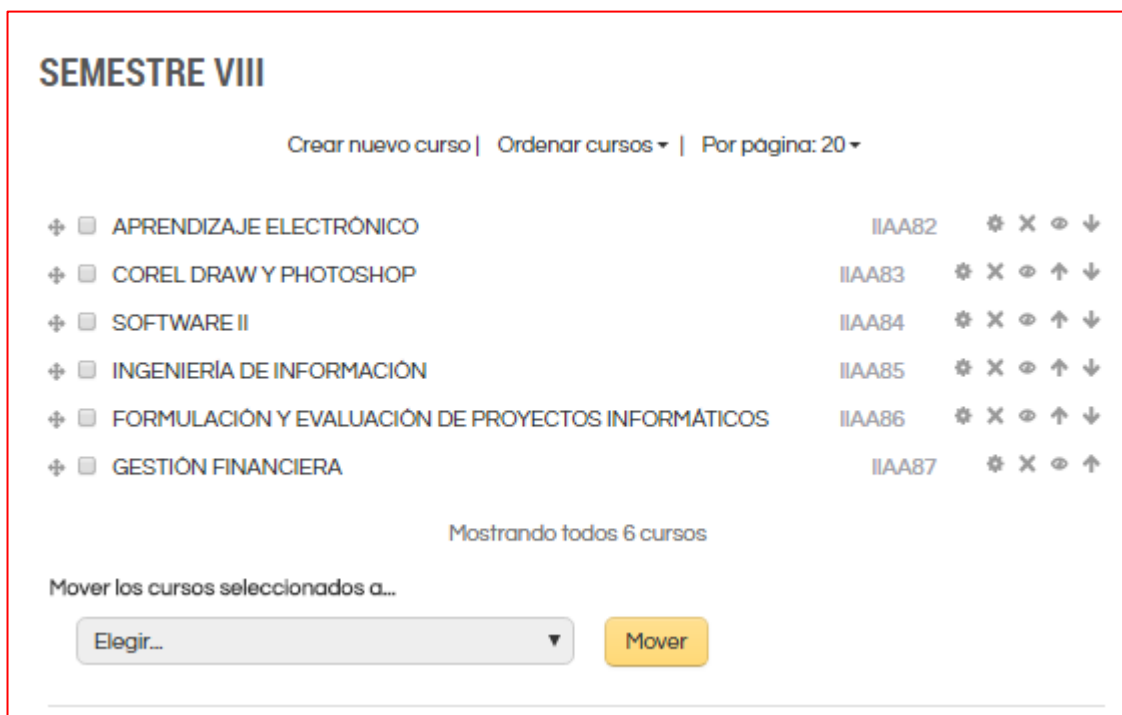 SEMESTRE VIII
Crear nuevo curso | Ordenar cursos | Por página: 20
APRENDIZAJE ELECTRÓNICO IIAA82
COREL DRAW Y PHOTOSHOP IIAA83
SOFTWARE II IIAA84
INGENIERÍA DE INFORMACIÓN IIAA85
FORMULACIÓN Y EVALUACIÓN DE PROYECTOS INFORMÁTICOS IIAA86
GESTIÓN FINANCIERA IIAA87
Mostrando todos 6 cursos
Mover los cursos seleccionados a...
Elegir... Mover